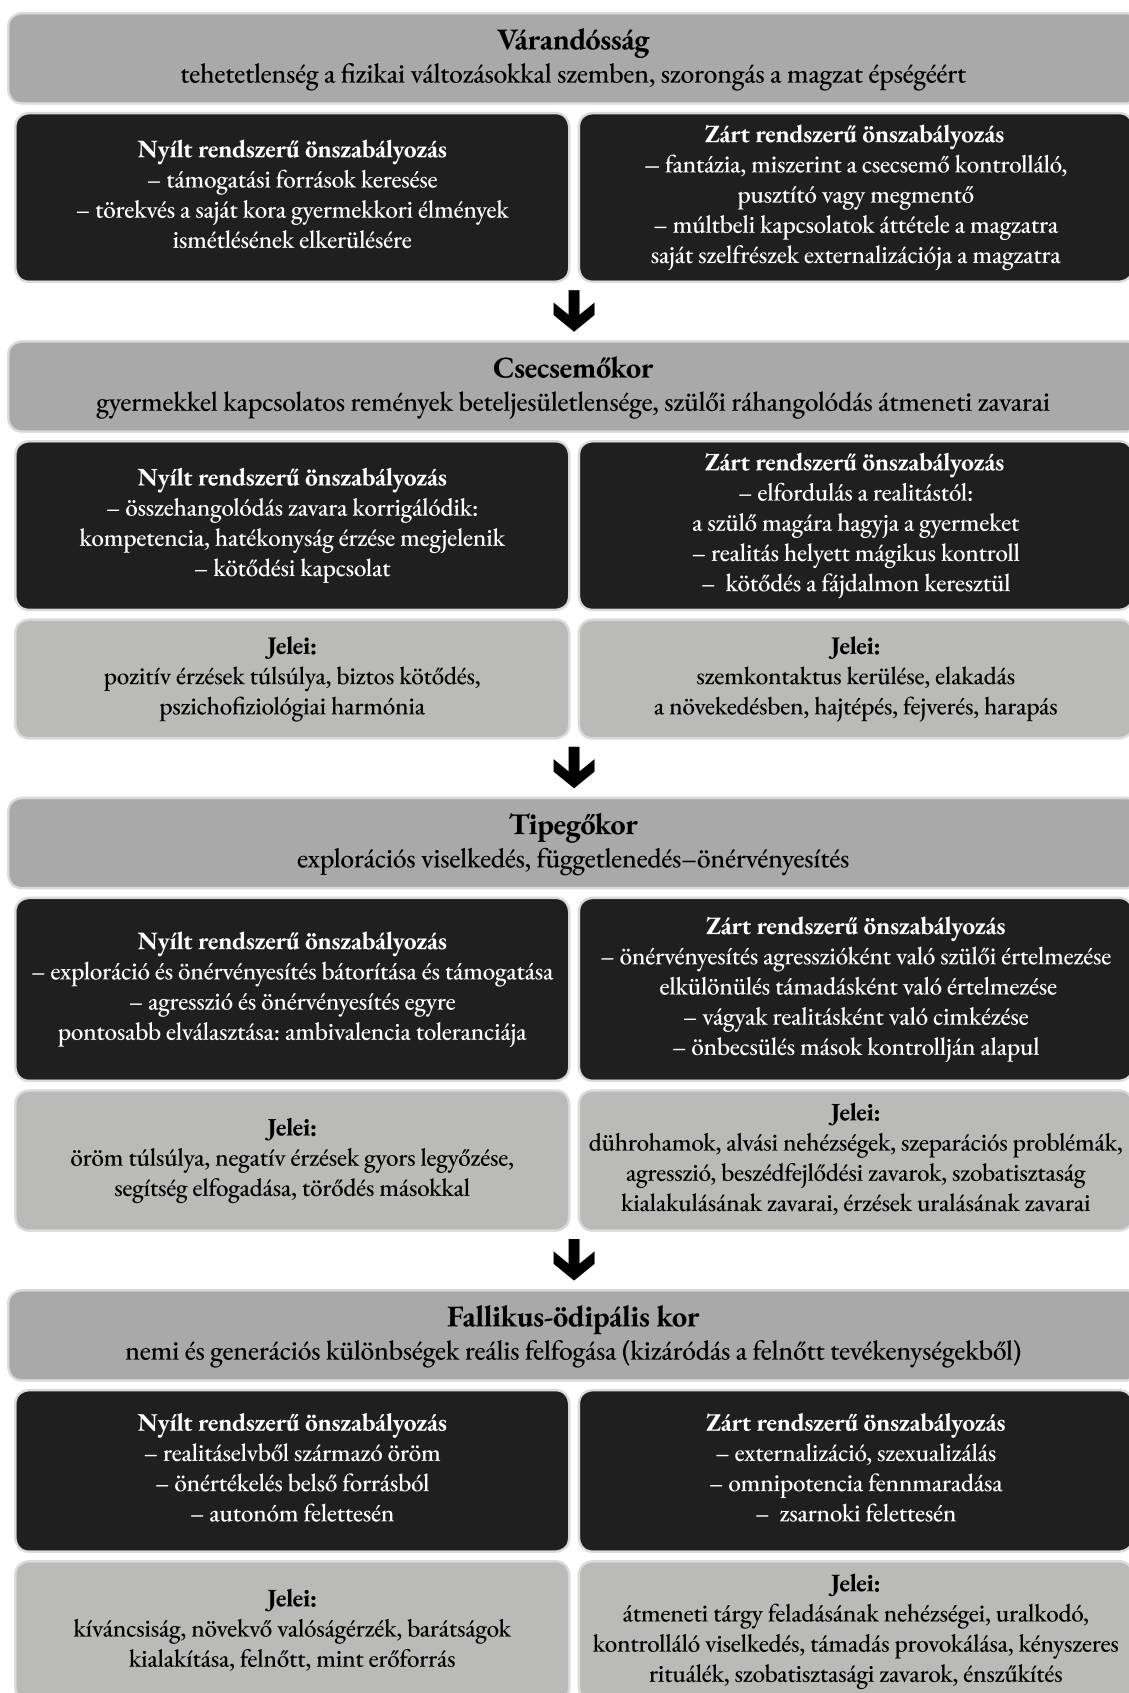 Várandósság
tehetetlenség a fizikai változásokkal szemben, szorongás a magzat épségéért
Nyílt rendszerű önszabályozás
– támogatási források keresése
– törekvés a saját kora gyermekkori élmények
ismétlésének elkerülésére
Zárt rendszerű önszabályozás
– fantázia, miszerint a csecsemő kontrolláló,
pusztító vagy megmentő
– múltbeli kapcsolatok áttétele a magzatra
saját szelfrészek externalizációja a magzatra
Csecsemőkor
gyermekkel kapcsolatos remények beteljesületlensége, szülői ráhangolódás átmeneti zavarai
Nyílt rendszerű önszabályozás
– összehangolódás zavara korrigálódik:
kompetencia, hatékonyság érzése megjelenik
– kötődési kapcsolat
Zárt rendszerű önszabályozás
– elfordulás a realitástól:
a szülő magára hagyja a gyermeket
– realitás helyett mágikus kontroll
– kötődés a fájdalmon keresztül
Jelei:
pozitív érzések túlsúlya, biztos kötődés,
pszichofiziológiai harmónia
Jelei:
szemkontaktus kerülése, elakadás
a növekedésben, hajtépés, fejverés, harapás
Tipegőkor
explorációs viselkedés, függetlenedés–önérvényesítés
Nyílt rendszerű önszabályozás
– exploráció és önérvényesítés bátorítása és támogatása
– agresszió és önérvényesítés egyre
pontosabb elválasztása: ambivalencia toleranciája
Zárt rendszerű önszabályozás
– önérvényesítés agresszióként való szülői értelmezése
elkülönülés támadásként való értelmezése
– vágyak realitásként való cimkézése
– önbecsülés mások kontrollján alapul
Jelei:
öröm túlsúlya, negatív érzések gyors legyőzése,
segítség elfogadása, törődés másokkal
Jelei:
dührohamok, alvási nehézségek, szeparációs problémák,
agresszió, beszédfejlődési zavarok, szobatisztaság
kialakulásának zavarai, érzések uralásának zavarai
Fallikus-ödipális kor
nemi és generációs különbségek reális felfogása (kizáródás a felnőtt tevékenységekből)
Nyílt rendszerű önszabályozás
– realitáselvből származó öröm
– önértékelés belső forrásból
– autonóm felettesén
Zárt rendszerű önszabályozás
– externalizáció, szexualizálás
– omnipotencia fennmaradása
– zsarnoki felettesén
Jelei:
kíváncsiság, növekvő valóságérzék, barátságok
kialakítása, felnőtt, mint erőforrás
Jelei:
átmeneti tárgy feladásának nehézségei, uralkodó,
kontrolláló viselkedés, támadás provokálása, kényszeres
rituálék, szobatisztasági zavarok, énszűkítés